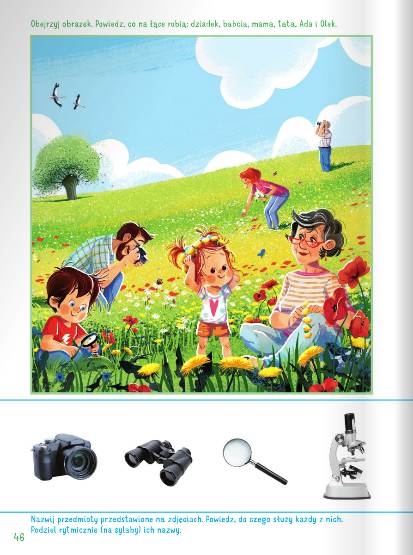 Obejrzyj obrazek. Powiedz, co na łące robią: dziadek, babcia, mama, tata, Ada i Olek.
Nazwij przedmioty przedstawione na zdjęciach. Powiedz, do czego służy każdy z nich.
Podziel rytmicznie (na sylaby) ich nazwy.
46